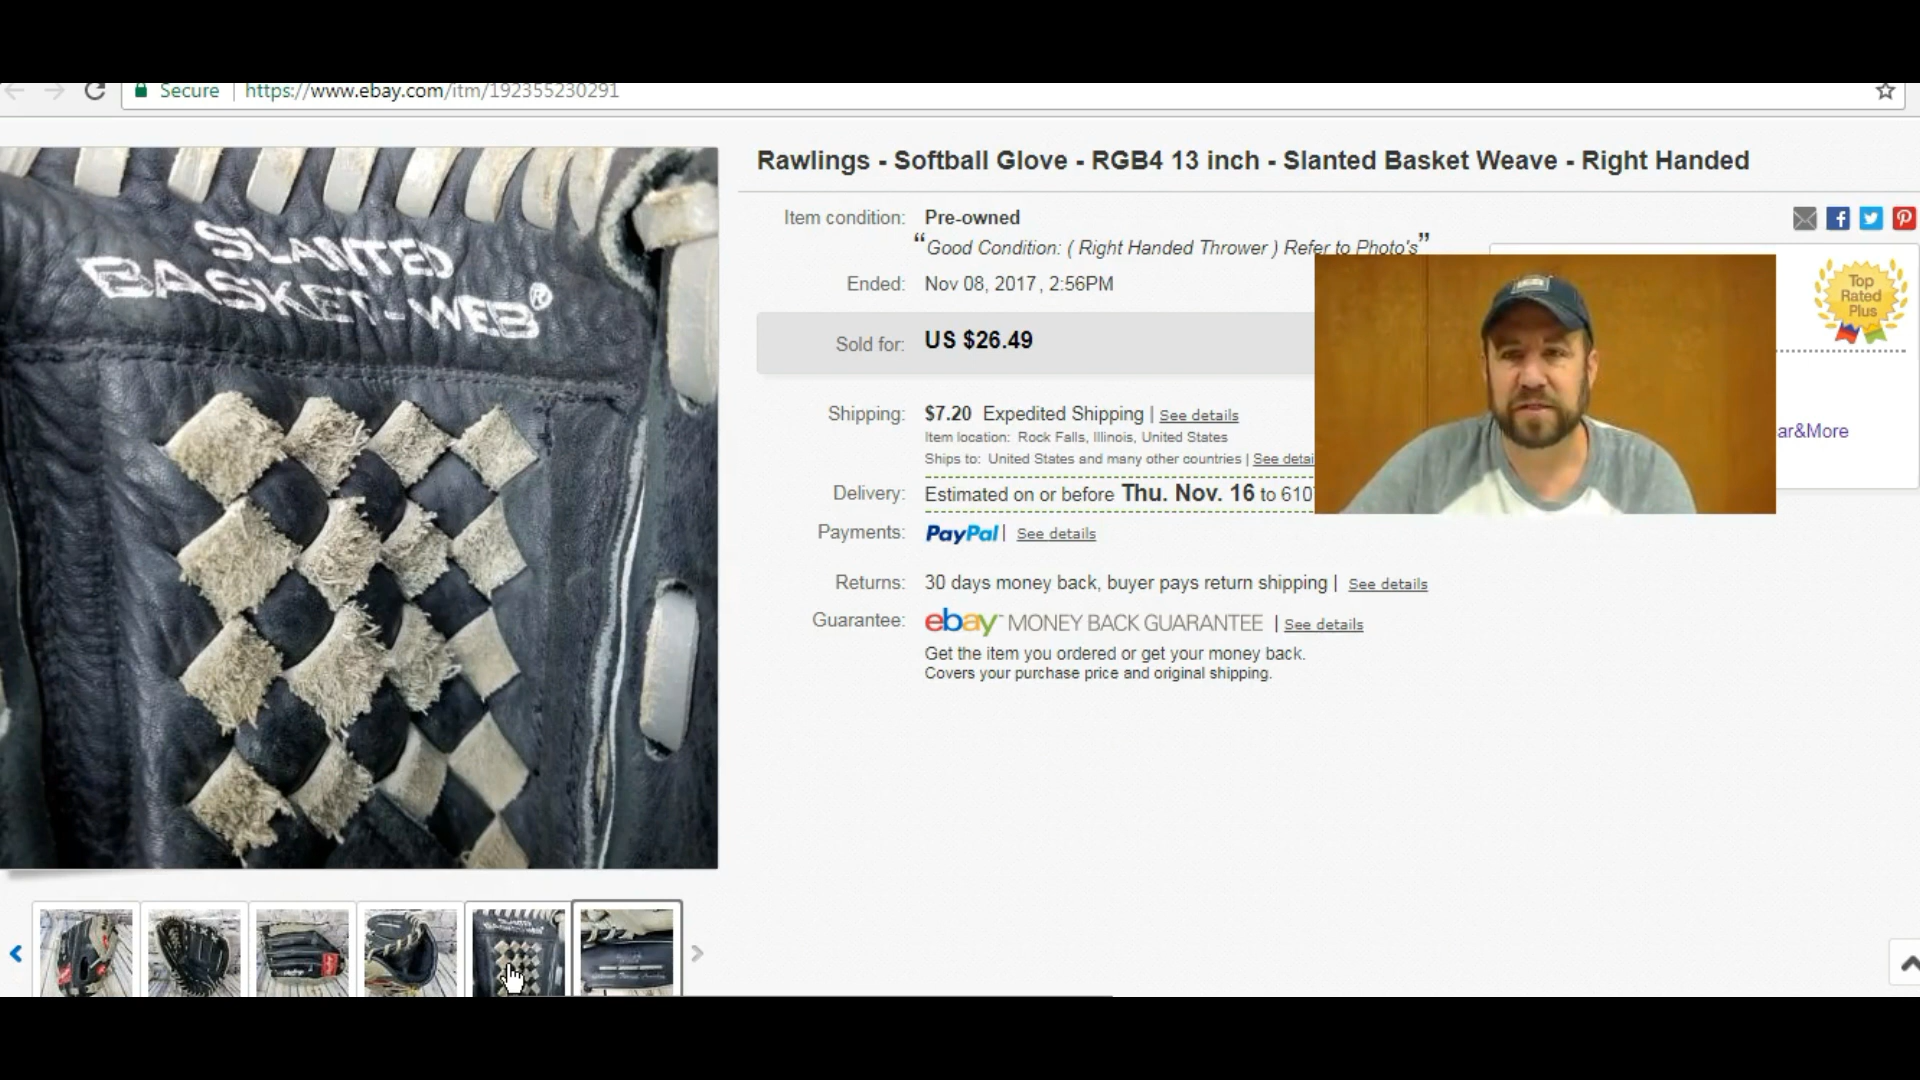 Secure
https://www.ebay.com/itm/192355230291
SLANTED
BASKET-WEB®
Rawlings - Softball Glove - RGB4 13 inch - Slanted Basket Weave - Right Handed
Item condition: Pre-owned
“Good Condition: ( Right Handed Thrower ) Refer to Photo's”
Ended: Nov 08, 2017 , 2:56PM
Sold for: US $26.49
Top
Rated
Plus
Shipping: $7.20 Expedited Shipping | See details
Item location: Rock Falls, Illinois, United States
Ships to: United States and many other countries | See detai
ar&More
Delivery: Estimated on or before Thu. Nov. 16 to 610
Payments: PayPal | See details
Returns: 30 days money back, buyer pays return shipping | See details
Guarantee: ebay MONEY BACK GUARANTEE | See details
Get the item you ordered or get your money back.
Covers your purchase price and original shipping.
SLANTED
BASKET-WEB